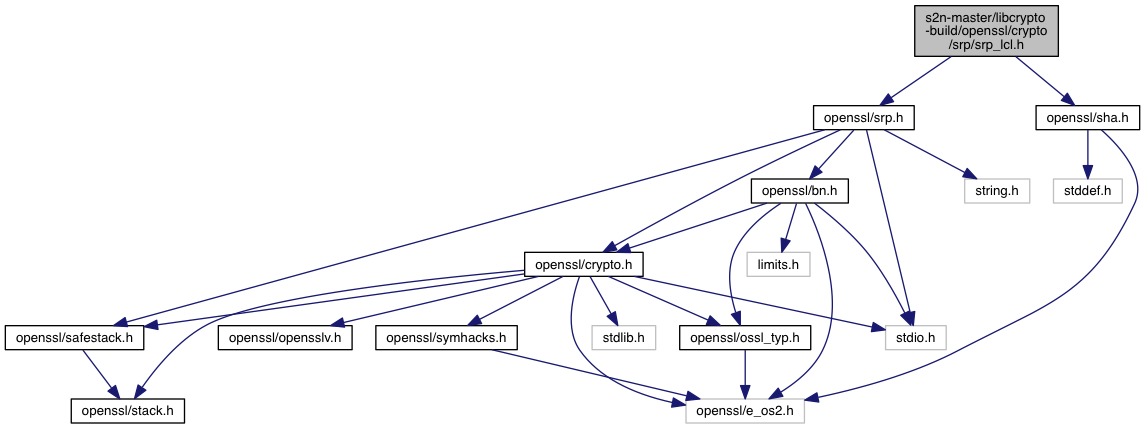 s2n-master/libcrypto
-build/openssl/crypto
/srp/srp_lcl.h
openssl/srp.h
openssl/sha.h
openssl/bn.h
string.h
stddef.h
openssl/crypto.h
limits.h
openssl/safestack.h
openssl/opensslv.h
openssl/symhacks.h
stdlib.h
openssl/ossl_typ.h
stdio.h
openssl/stack.h
openssl/e_os2.h